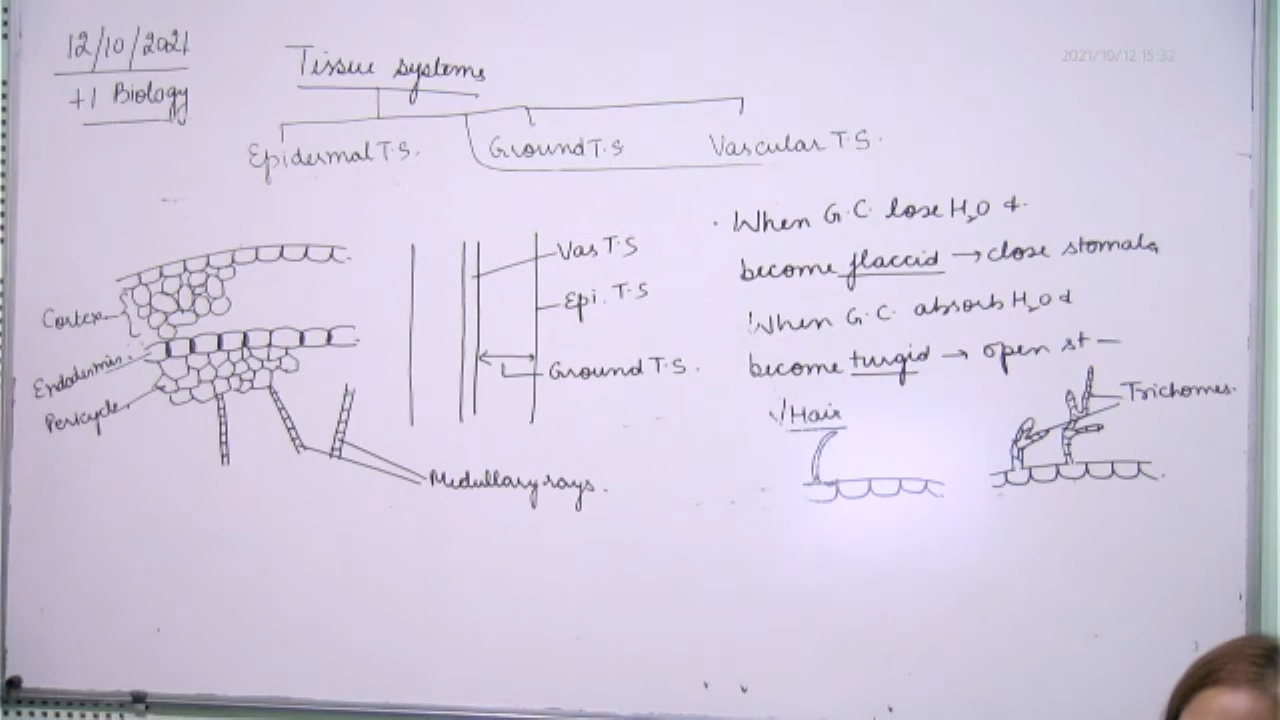 12/10/2021
+1 Biology
2021/10/12 15:32
Tissue systems
Epidermal T.S.
Ground T.S
Vascular T.S.
Vas T.S
Epi. T.S
Ground T.S.
Cortex
Endodermis.
Pericycle
Medullary rays.
. When G.C. lose H2O &
become flaccid → close stomata
When G.C. absorb H2O &
become turgid → open st —
Hair
Trichomes.